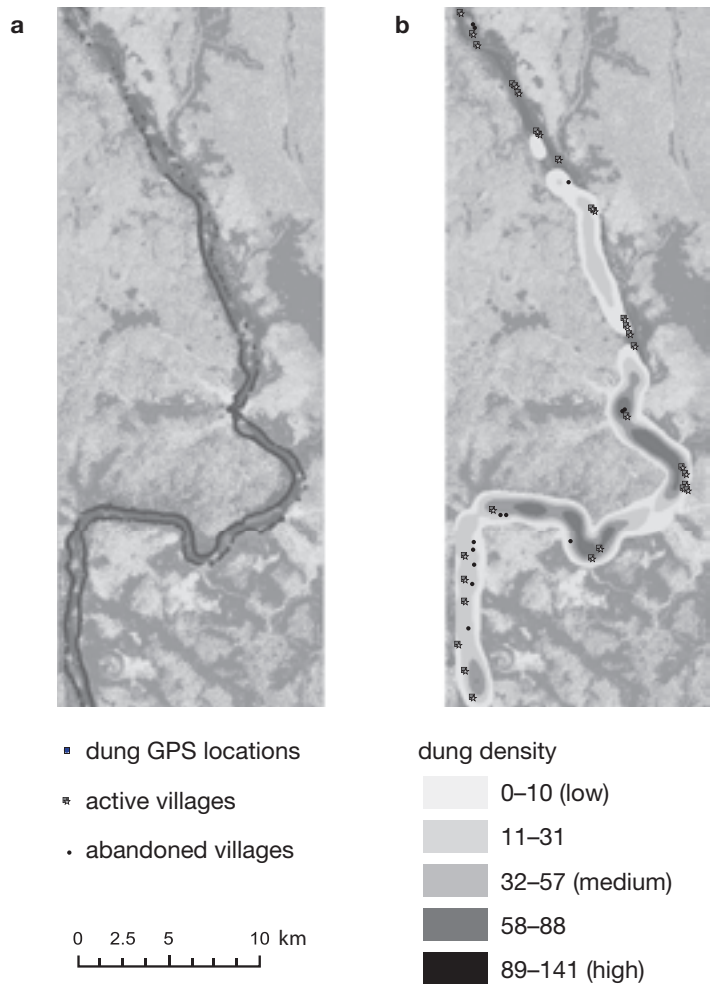 a
b
dung GPS locations
active villages
abandoned villages
0 2.5 5 10 km
dung density
0–10 (low)
11–31
32–57 (medium)
58–88
89–141 (high)